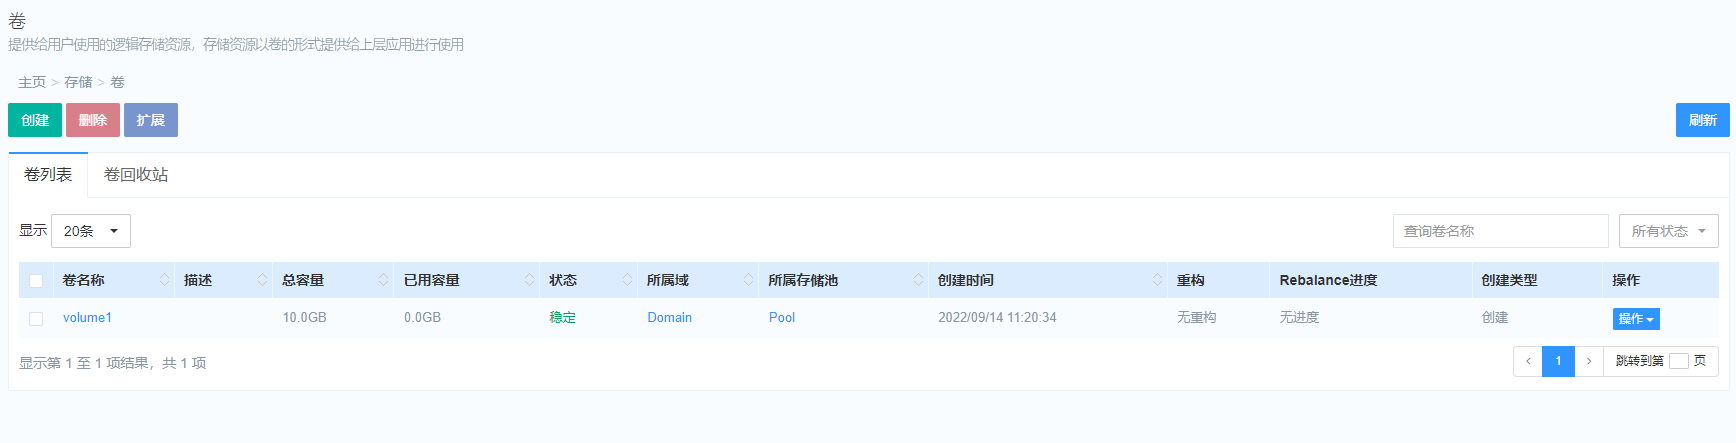 卷
提供给用户使用的逻辑存储资源，存储资源以卷的形式提供给上层应用进行使用
主页 > 存储 > 卷
创建 删除 扩展 刷新
卷列表 卷回收站
显示 20条 查询卷名称 所有状态
卷名称 描述 总容量 已用容量 状态 所属域 所属存储池 创建时间 重构 Rebalance进度 创建类型 操作
volume1 10.0GB 0.0GB 稳定 Domain Pool 2022/09/14 11:20:34 无重构 无进度 创建 操作
显示第 1 至 1 项结果，共 1 项 ‹ 1 › 跳转到第 页